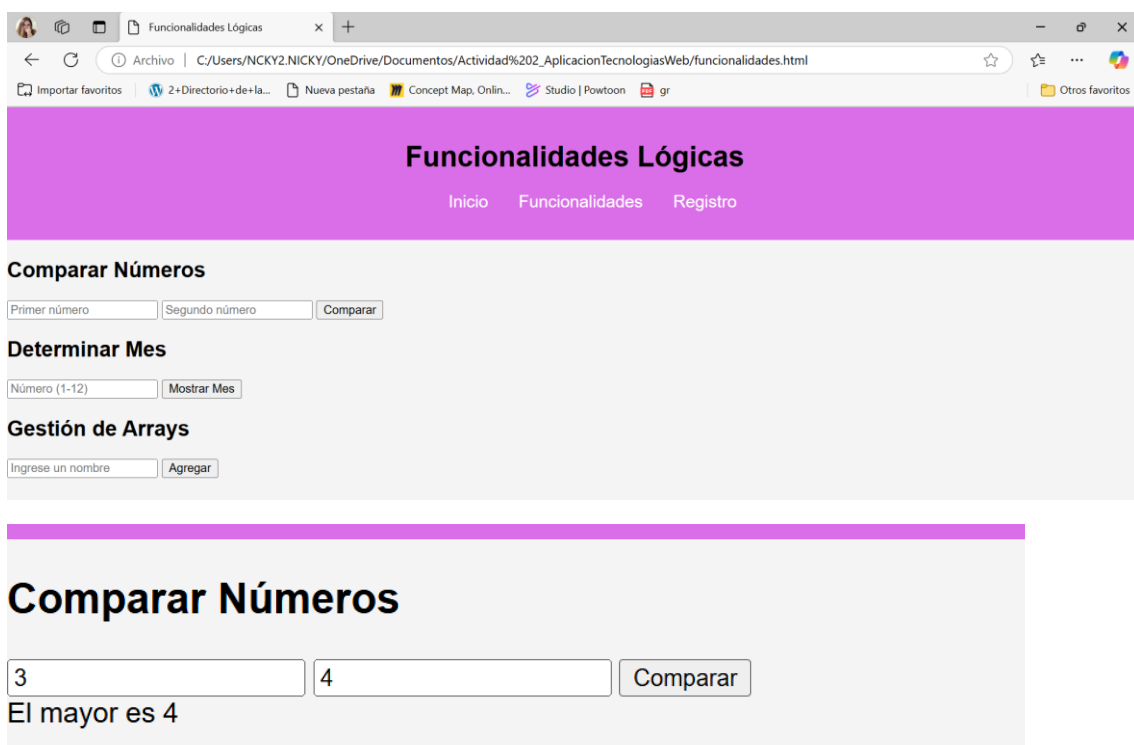 Funcionalidades Lógicas
Archivo | C:/Users/NCKY2.NICKY/OneDrive/Documentos/Actividad%202_AplicacionTecnologiasWeb/funcionalidades.html
Importar favoritos 2+Directorio+de+la... Nueva pestaña Concept Map, Onlin... Studio | Powtoon gr Otros favoritos
Funcionalidades Lógicas
Inicio Funcionalidades Registro
Comparar Números
Primer número Segundo número Comparar
Determinar Mes
Número (1-12) Mostrar Mes
Gestión de Arrays
Ingrese un nombre Agregar
Comparar Números
3 4 Comparar
El mayor es 4